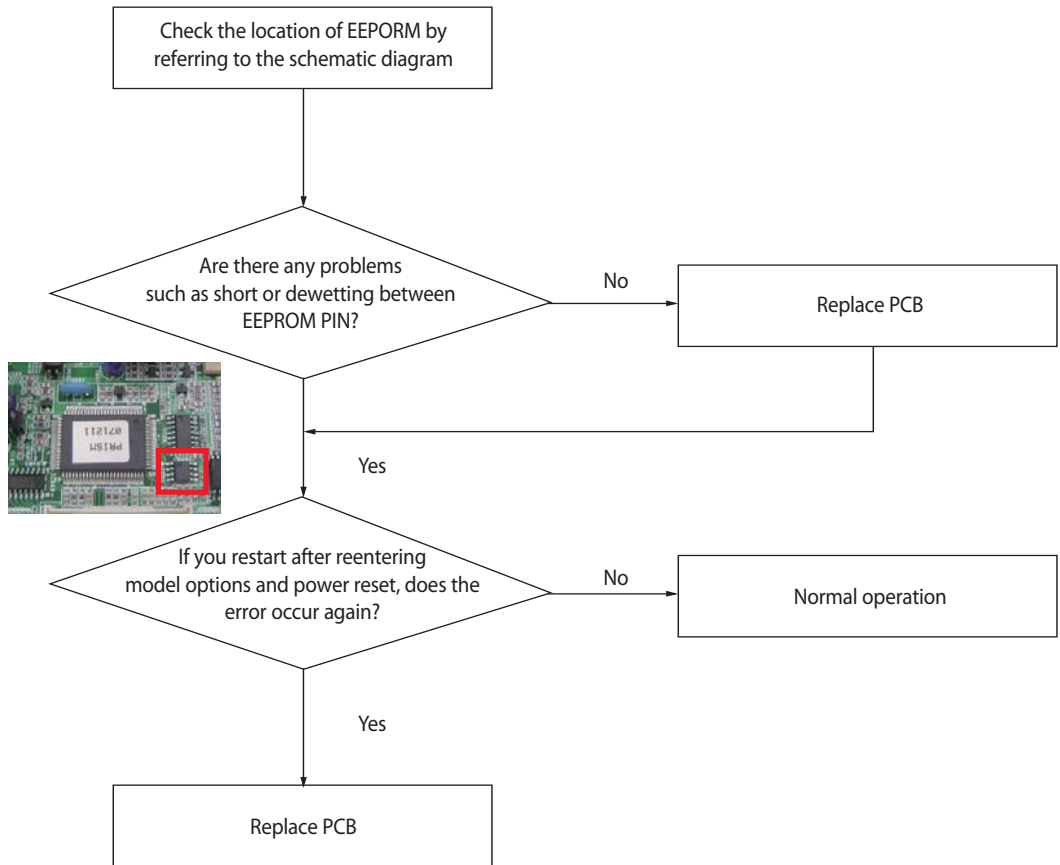 Check the location of EEPORM by
referring to the schematic diagram
Are there any problems
such as short or dewetting between
EEPROM PIN?
No
Replace PCB
PRISM
071211
Yes
If you restart after reentering
model options and power reset, does the
error occur again?
No
Normal operation
Yes
Replace PCB